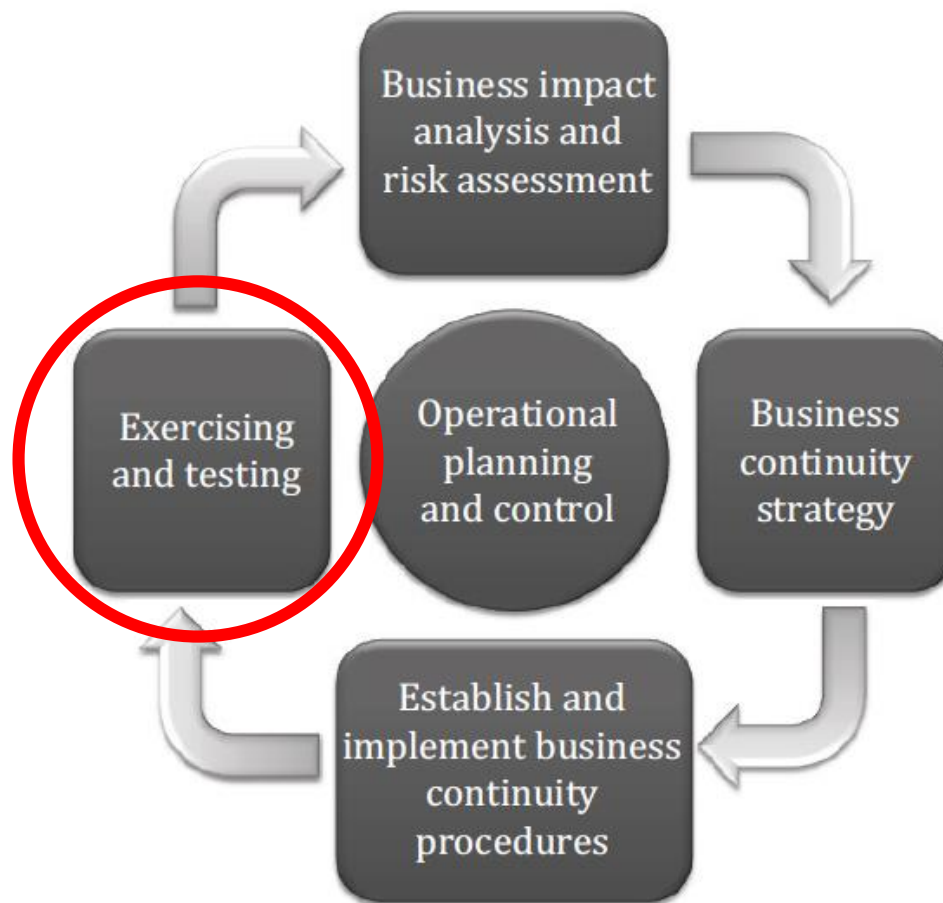 Business impact
analysis and
risk assessment
Exercising
and testing
Operational
planning
and control
Business
continuity
strategy
Establish and
implement business
continuity
procedures